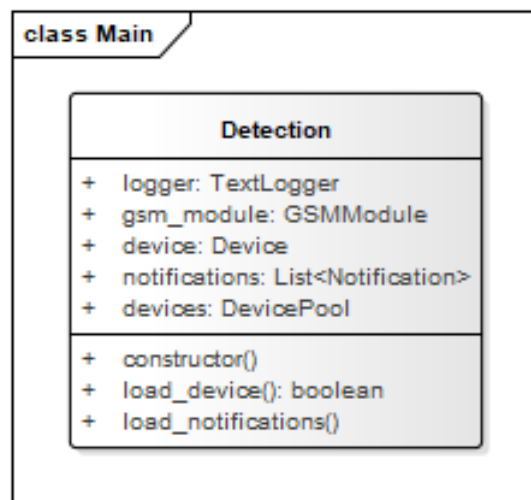 class Main
Detection
+ logger: TextLogger
+ gsm_module: GSMModule
+ device: Device
+ notifications: List<Notification>
+ devices: DevicePool
+ constructor()
+ load_device(): boolean
+ load_notifications()